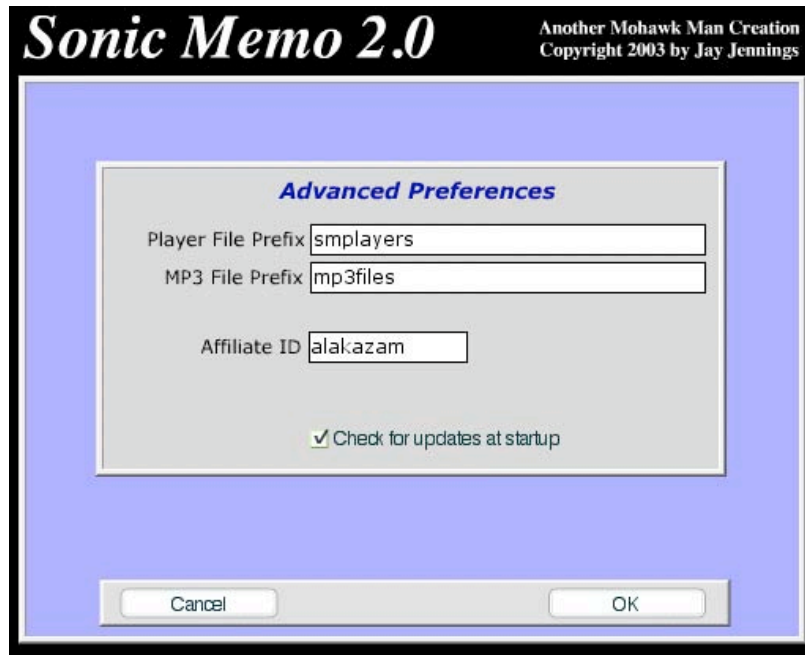 Sonic Memo 2.0
Another Mohawk Man Creation
Copyright 2003 by Jay Jennings
Advanced Preferences
Player File Prefix smplayers
MP3 File Prefix mp3files
Affiliate ID alakazam
Check for updates at startup
Cancel OK